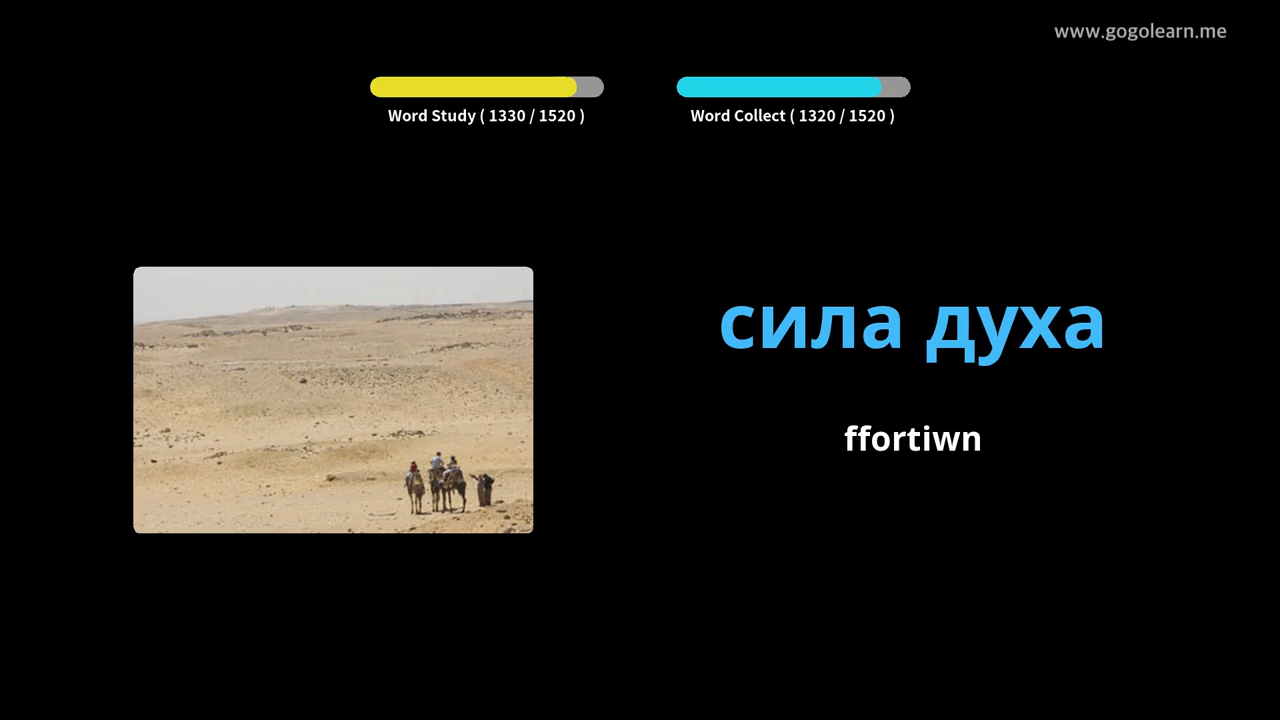 www.gogolearn.me
Word Study ( 1330 / 1520 )
Word Collect ( 1320 / 1520 )
сила духа
ffortiwn